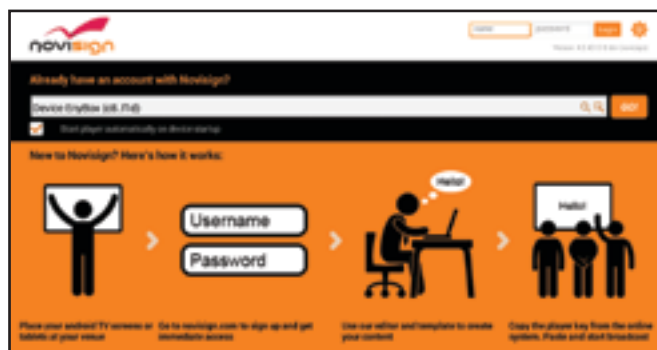 novisign
name password Login
Already have an account with Novisign?
Device EnyBox
GO!
Start player automatically on device startup
New to Novisign? Here's how it works:
Hello!
Hello!
Username
Password
Place your android TV screens or tablets at your venue
Go to novisign.com to sign up and get immediate access
Use our editor and template to create your content
Copy the player key from the online system. Paste and start broadcast